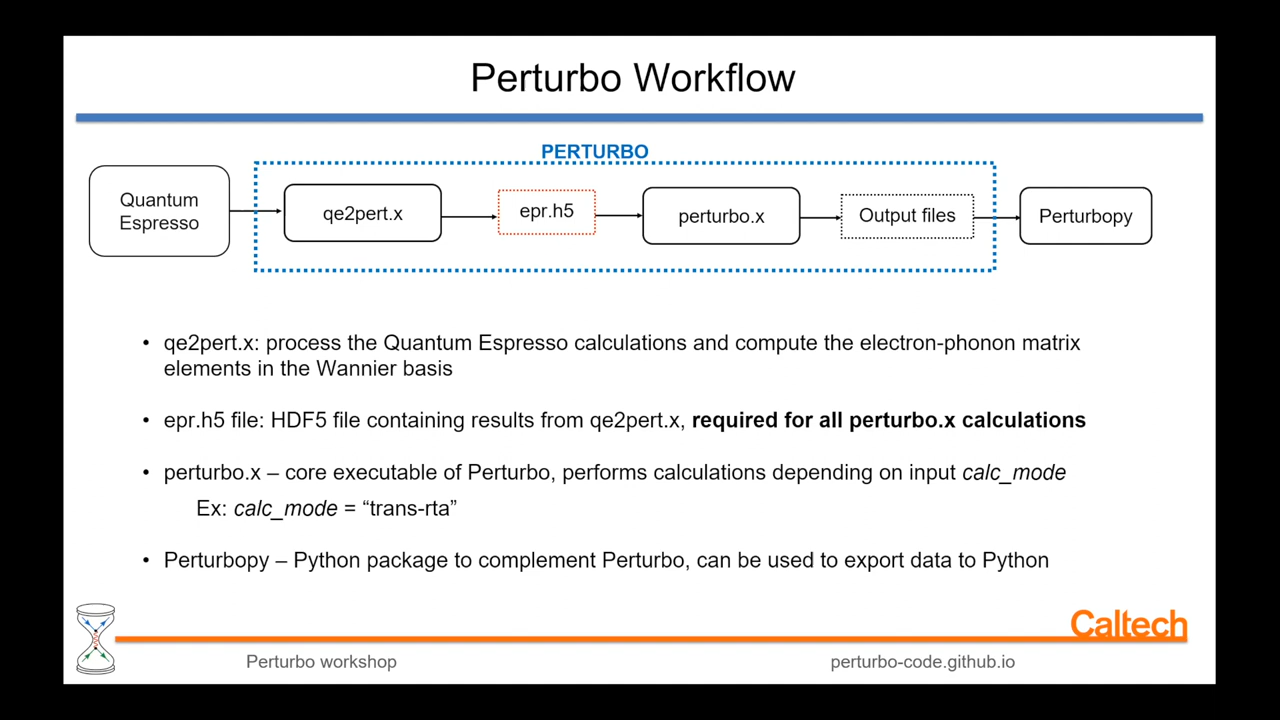 Perturbo Workflow
PERTURBO
Quantum
Espresso
qe2pert.x
epr.h5
perturbo.x
Output files
Perturbopy
• qe2pert.x: process the Quantum Espresso calculations and compute the electron-phonon matrix
elements in the Wannier basis
• epr.h5 file: HDF5 file containing results from qe2pert.x, required for all perturbo.x calculations
• perturbo.x – core executable of Perturbo, performs calculations depending on input calc_mode
Ex: calc_mode = “trans-rta”
• Perturbopy – Python package to complement Perturbo, can be used to export data to Python
Caltech
Perturbo workshop
perturbo-code.github.io